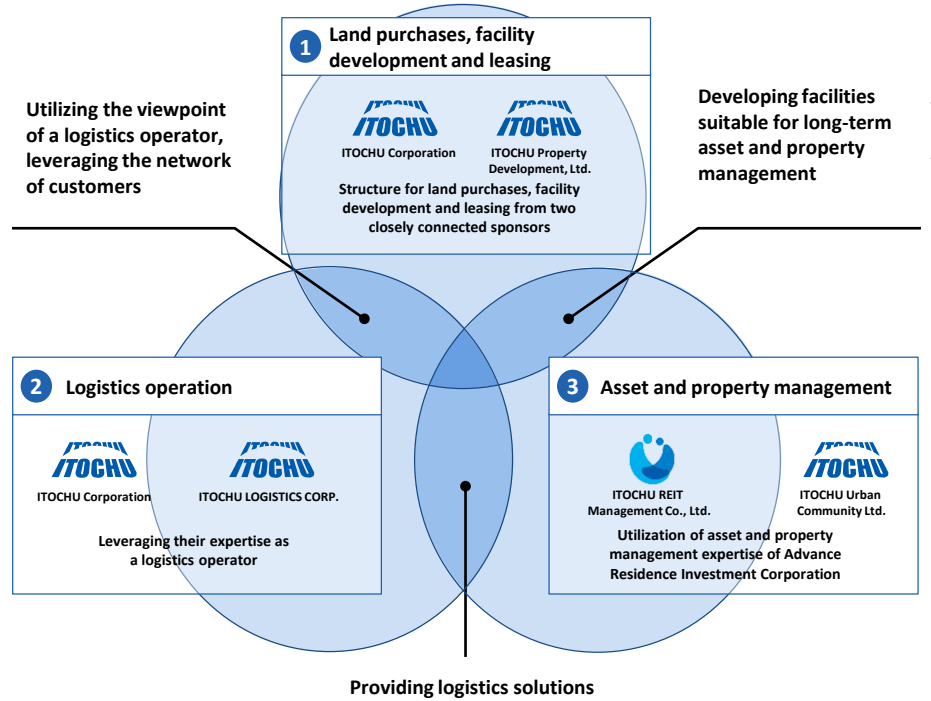 1
Land purchases, facility
development and leasing
Utilizing the viewpoint
of a logistics operator,
leveraging the network
of customers
Developing facilities
suitable for long-term
asset and property
management
ITOCHU
ITOCHU
ITOCHU Corporation
ITOCHU
ITOCHU
ITOCHU Property
Development, Ltd.
Structure for land purchases, facility
development and leasing from two
closely connected sponsors
2
Logistics operation
ITOCHU
ITOCHU
ITOCHU Corporation
ITOCHU
ITOCHU
ITOCHU LOGISTICS CORP.
Leveraging their expertise as
a logistics operator
3
Asset and property management
ITOCHU REIT
Management Co., Ltd.
ITOCHU
ITOCHU
ITOCHU Urban
Community Ltd.
Utilization of asset and property
management expertise of Advance
Residence Investment Corporation
Providing logistics solutions